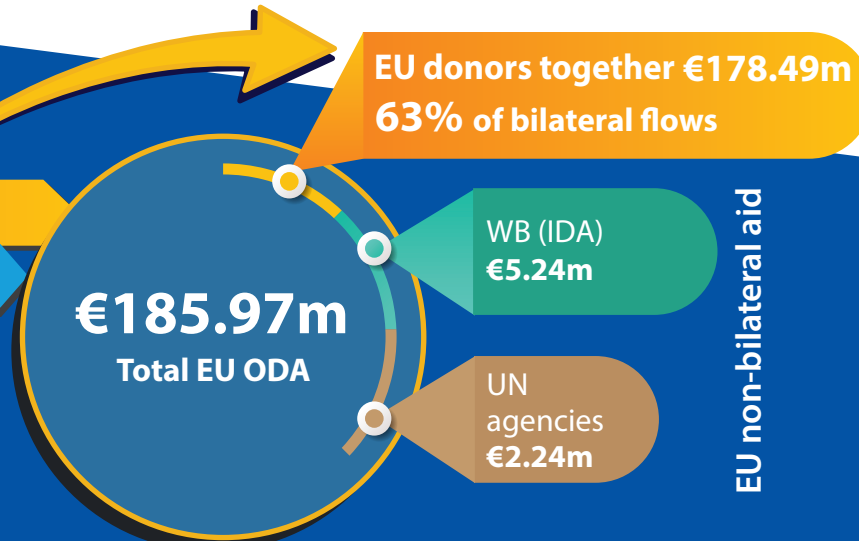 EU donors together €178.49m
63% of bilateral flows
€185.97m
Total EU ODA
WB (IDA)
€5.24m
UN
agencies
€2.24m
EU non-bilateral aid